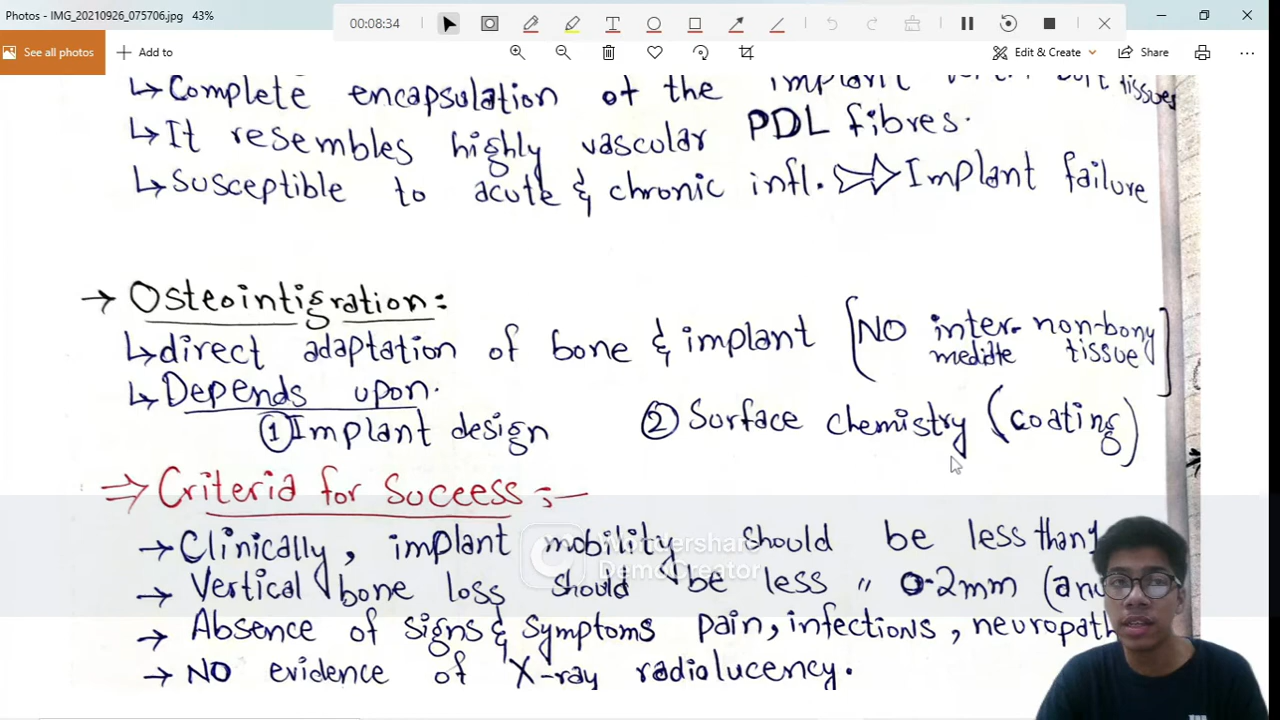 Photos - IMG_20210926_075706.jpg 43%
00:08:34
See all photos
Add to
Edit & Create
Share
↳ Complete encapsulation of the implant tissues
↳ It resembles highly vascular PDL fibres.
↳ Susceptible to acute & chronic infl. ⇒ Implant failure
→ Osteointigration:
↳ direct adaptation of bone & implant [NO inter-mediate non-bony tissue]
↳ Depends upon.
① Implant design ② Surface chemistry (coating)
⇒ Criteria for Suceess :-
→ Clinically, implant mobility should be less than
→ Vertical bone loss should be less " 0.2mm
→ Absence of signs & symptoms pain, infections, neuropath
→ NO evidence of X-ray radiolucency.
Wondershare
DemoCreator